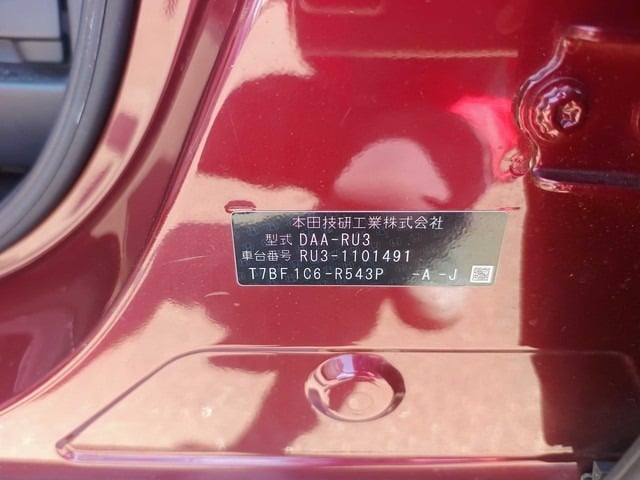 本田技研工業株式会社
型式 DAA-RU3
車台番号 RU3-1101491
T7BF1C6-R543P -A -J